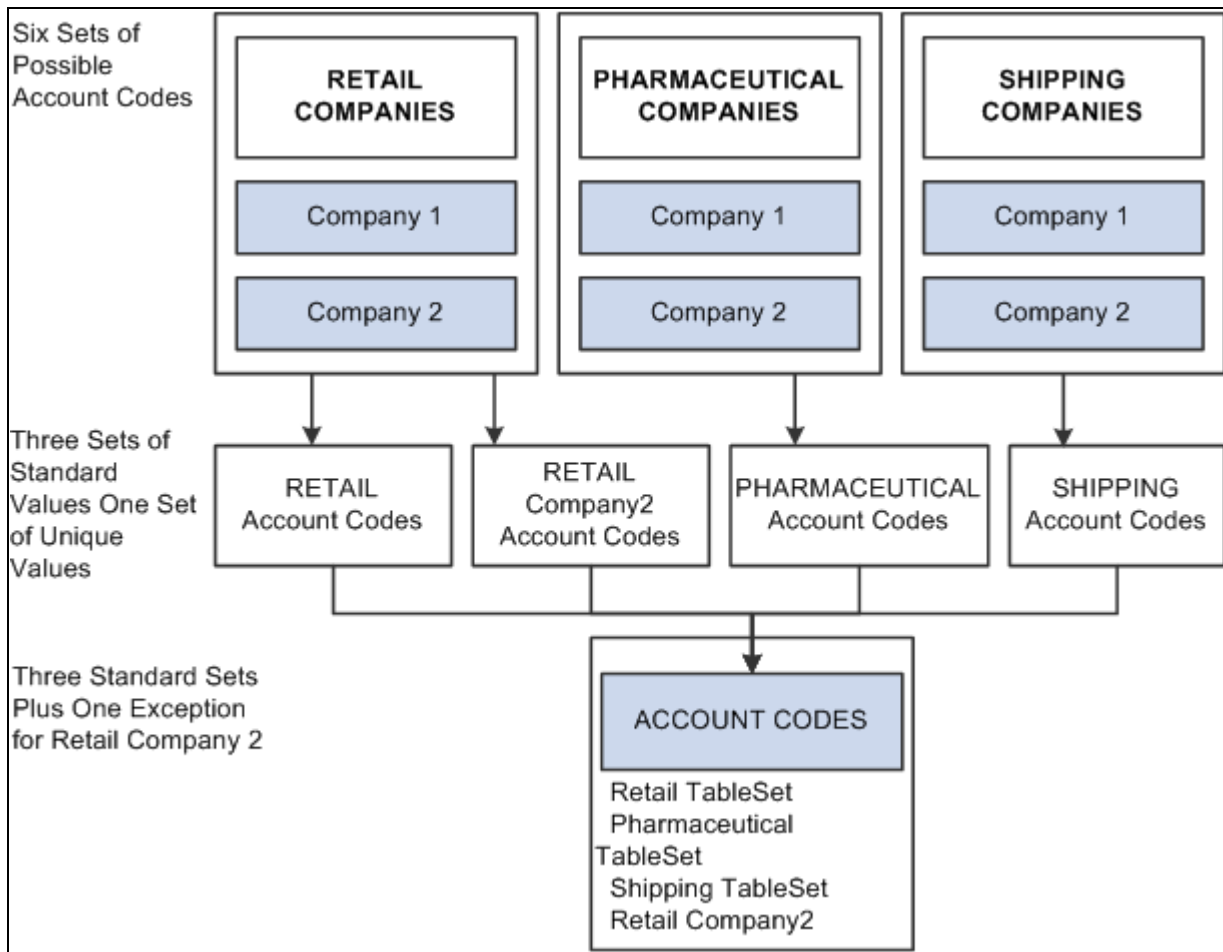 Six Sets of
Possible
Account Codes
RETAIL
COMPANIES
Company 1
Company 2
PHARMACEUTICAL
COMPANIES
Company 1
Company 2
SHIPPING
COMPANIES
Company 1
Company 2
Three Sets of
Standard
Values One Set
of Unique
Values
RETAIL
Account Codes
RETAIL
Company2
Account Codes
PHARMACEUTICAL
Account Codes
SHIPPING
Account Codes
Three Standard Sets
Plus One Exception
for Retail Company 2
ACCOUNT CODES
Retail TableSet
Pharmaceutical
TableSet
Shipping TableSet
Retail Company2